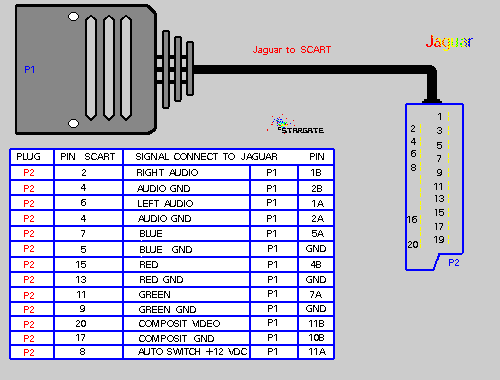 P1
Jaguar to SCART
Jaguar
STARGATE
1
2
3
4
5
6
7
8
9
11
13
15
16
17
19
20
P2
PLUG PIN SCART SIGNAL CONNECT TO JAGUAR PIN
P2 2 RIGHT AUDIO P1 1B
P2 4 AUDIO GND P1 2B
P2 6 LEFT AUDIO P1 1A
P2 4 AUDIO GND P1 2A
P2 7 BLUE P1 5A
P2 5 BLUE GND P1 GND
P2 15 RED P1 4B
P2 13 RED GND P1 GND
P2 11 GREEN P1 7A
P2 9 GREEN GND P1 GND
P2 20 COMPOSIT VIDEO P1 11B
P2 17 COMPOSIT GND P1 10B
P2 8 AUTO SWITCH +12 VDC P1 11A